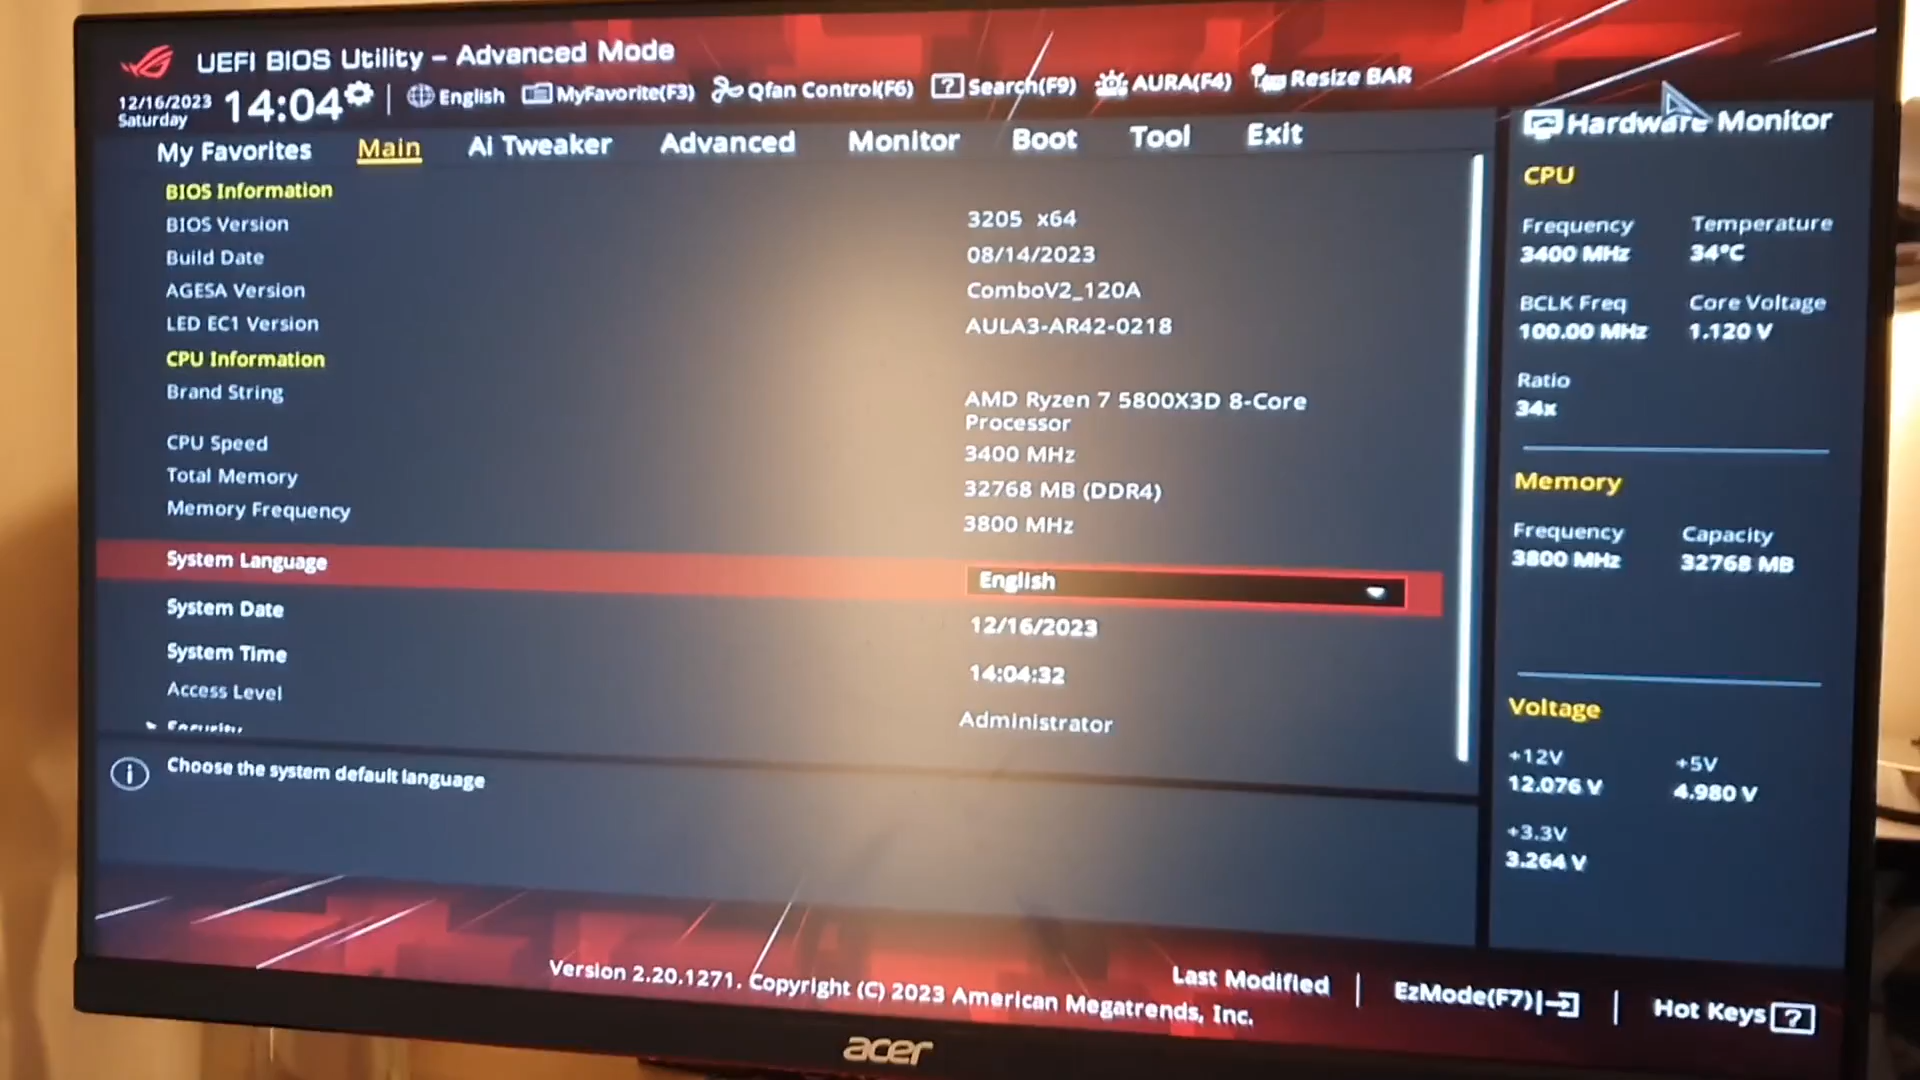 UEFI BIOS Utility – Advanced Mode
12/16/2023
Saturday
14:04
English
MyFavorite(F3)
Qfan Control(F6)
Search(F9)
AURA(F4)
Resize BAR
My Favorites
Main
Ai Tweaker
Advanced
Monitor
Boot
Tool
Exit
BIOS Information
BIOS Version
3205 x64
Build Date
08/14/2023
AGESA Version
ComboV2_120A
LED EC1 Version
AULA3-AR42-0218
CPU Information
Brand String
AMD Ryzen 7 5800X3D 8-Core
Processor
CPU Speed
3400 MHz
Total Memory
32768 MB (DDR4)
Memory Frequency
3800 MHz
System Language
English
System Date
12/16/2023
System Time
14:04:32
Access Level
Administrator
Security
Choose the system default language
Hardware Monitor
CPU
Frequency
Temperature
3400 MHz
34°C
BCLK Freq
Core Voltage
100.00 MHz
1.120 V
Ratio
34x
Memory
Frequency
Capacity
3800 MHz
32768 MB
Voltage
+12V
+5V
12.076 V
4.980 V
+3.3V
3.264 V
Last Modified
EzMode(F7)
Hot Keys ?
Version 2.20.1271. Copyright (C) 2023 American Megatrends, Inc.
acer